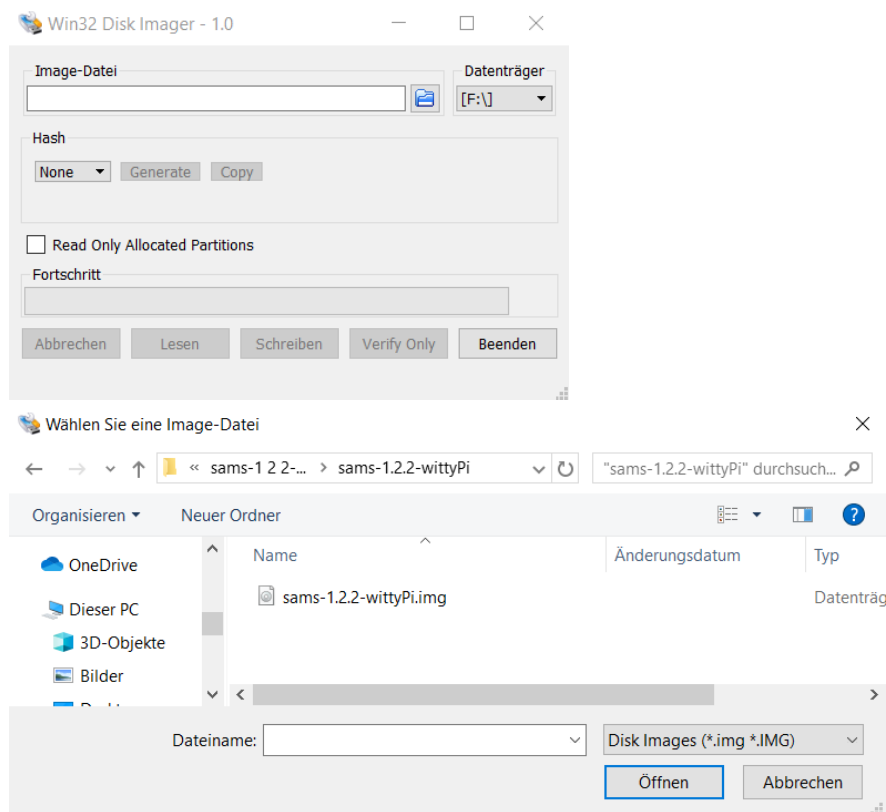 Win32 Disk Imager - 1.0
Image-Datei
Datenträger
[F:\]
Hash
None Generate Copy
Read Only Allocated Partitions
Fortschritt
Abbrechen Lesen Schreiben Verify Only Beenden
Wählen Sie eine Image-Datei
« sams-1 2 2-... > sams-1.2.2-wittyPi
"sams-1.2.2-wittyPi" durchsuch...
Organisieren Neuer Ordner
OneDrive
Dieser PC
3D-Objekte
Bilder
Name Änderungsdatum Typ
sams-1.2.2-wittyPi.img Datenträg
Dateiname:
Disk Images (*.img *.IMG)
Öffnen Abbrechen